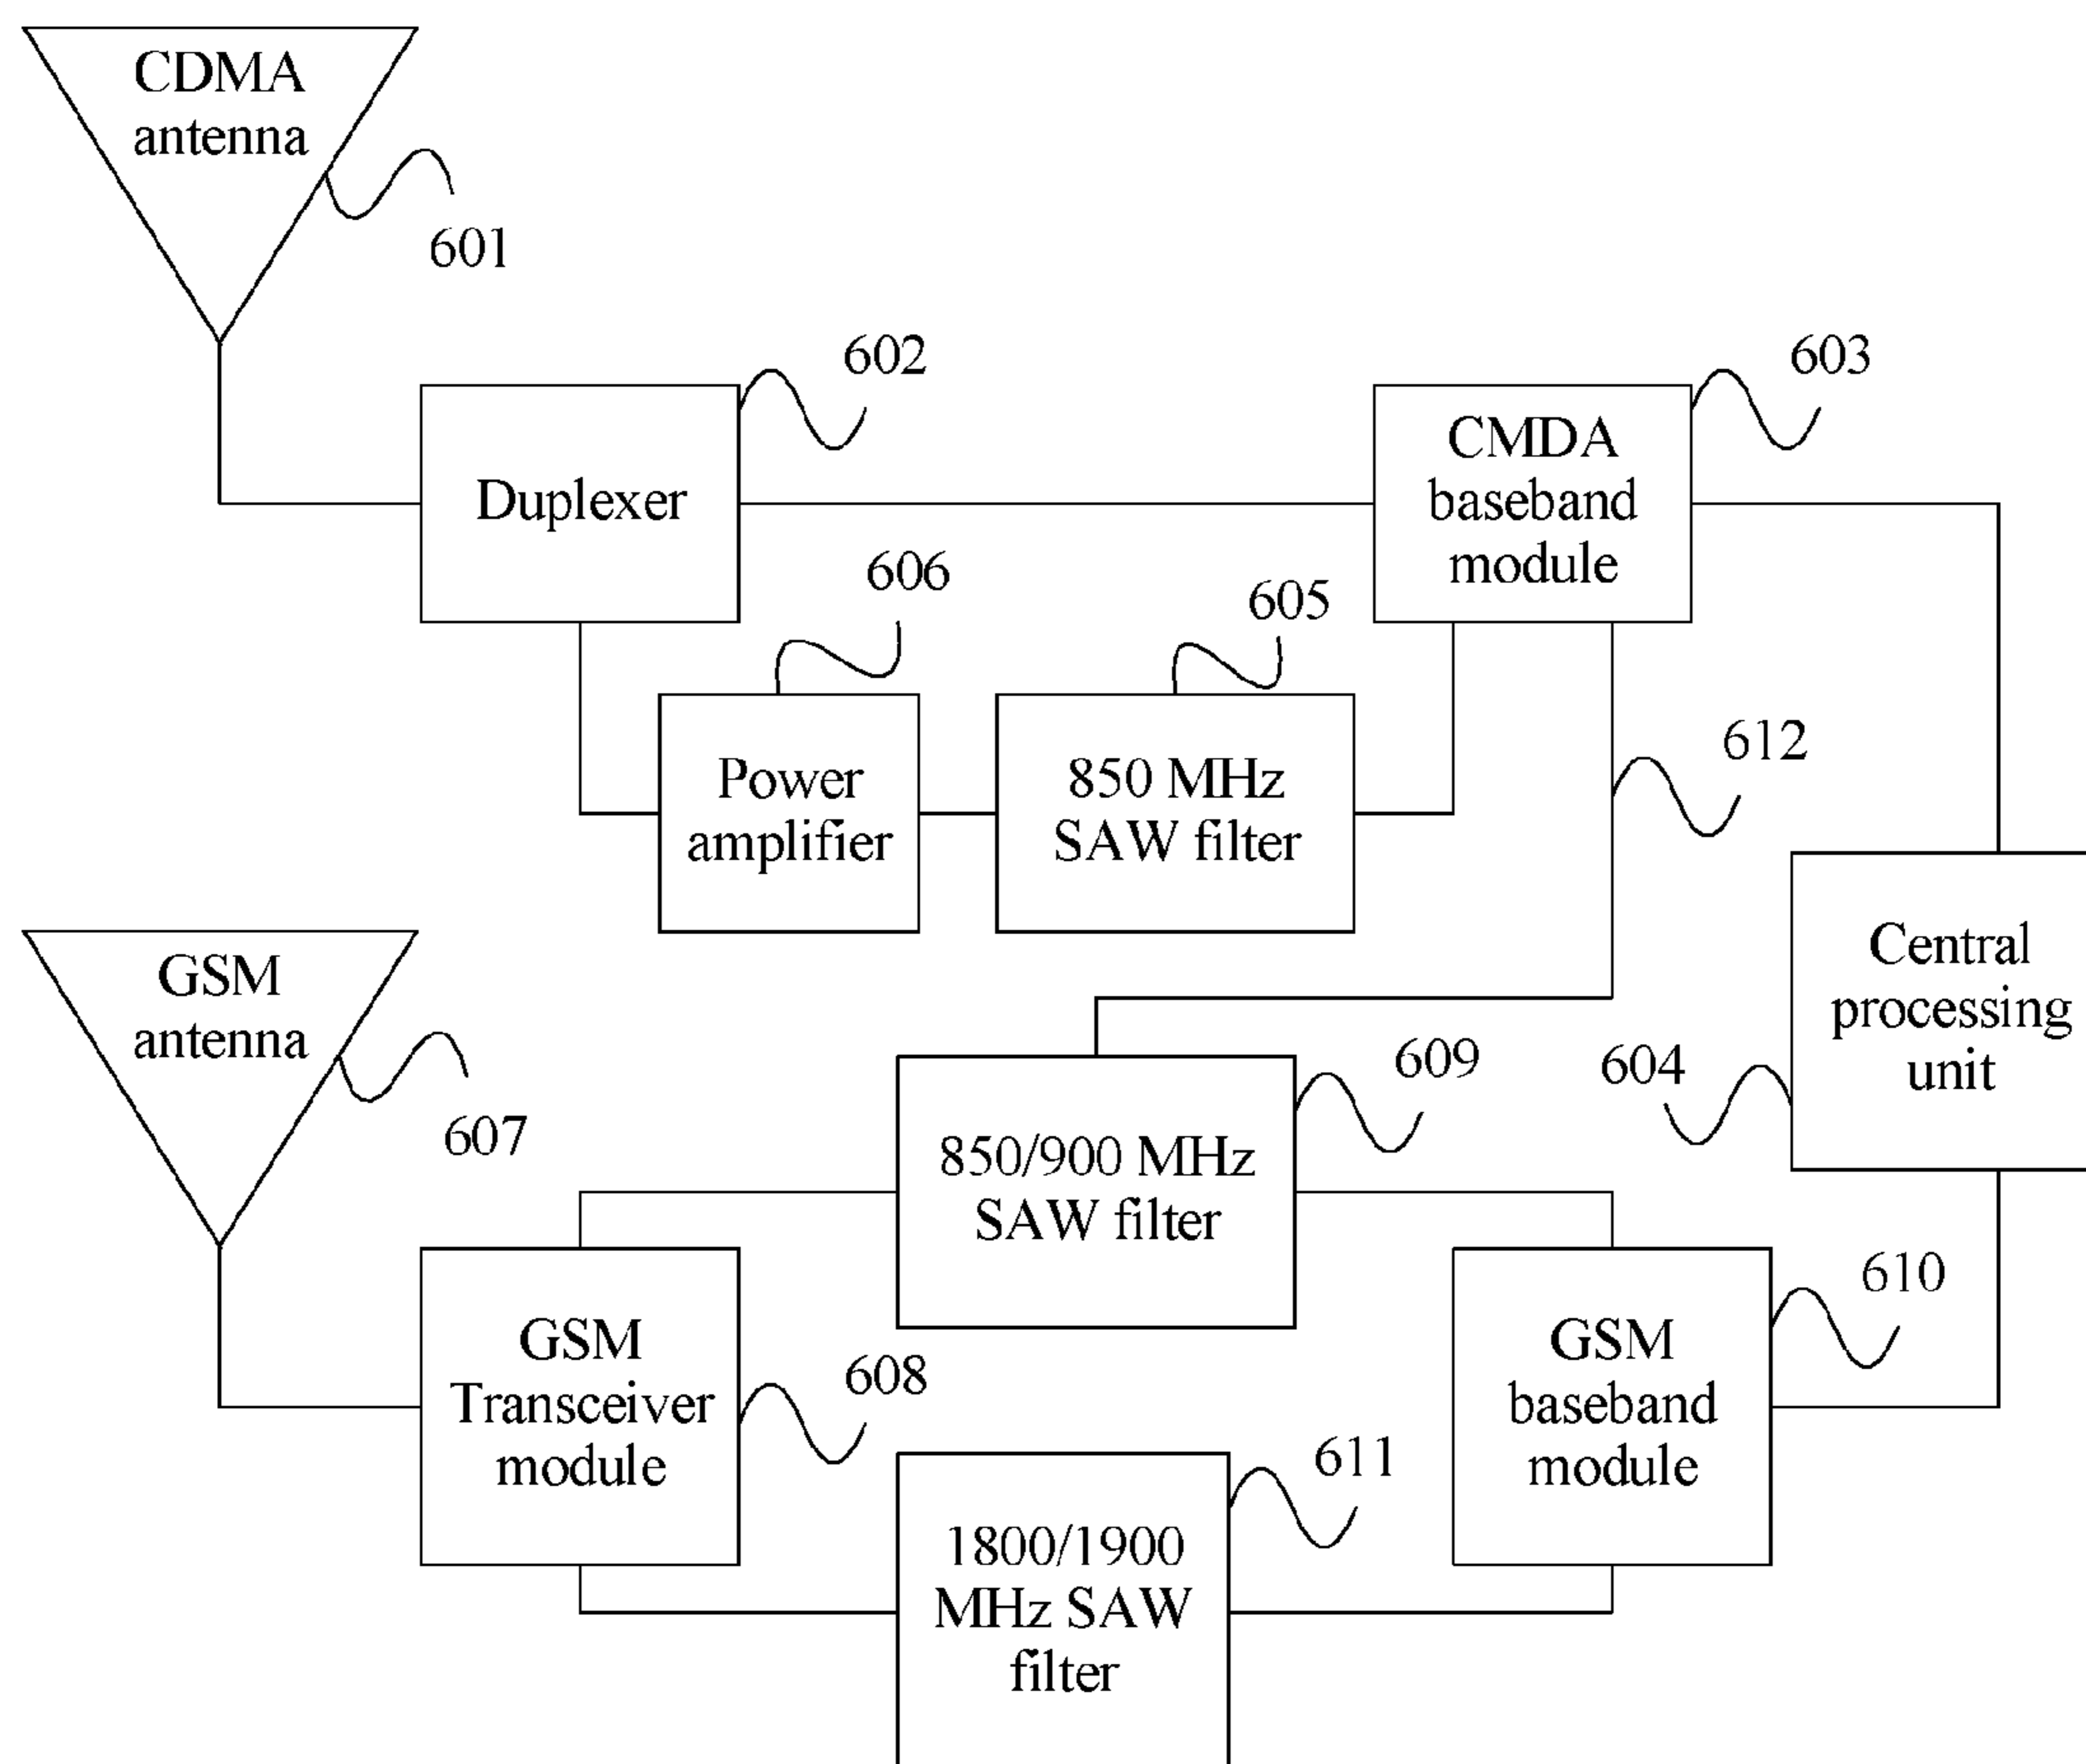 CDMA
antenna
601
602
603
Duplexer
CMDA
baseband
module
606
605
612
Power
amplifier
850 MHz
SAW filter
Central
processing
unit
604
GSM
antenna
607
609
850/900 MHz
SAW filter
610
GSM
Transceiver
module
608
GSM
baseband
module
611
1800/1900
MHz SAW
filter